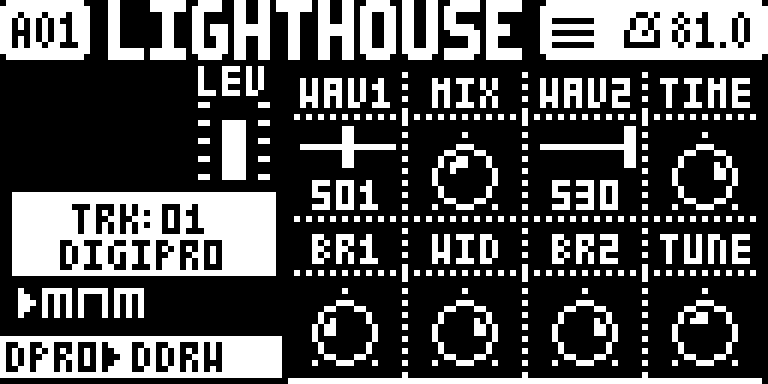 A01 LIGHTHOUSE 81.0
LEV
WAV1 MIX WAV2 TIME
S01 S30
TRK:01
DIGIPRO
BR1 WID BR2 TUNE
DPRO DDRW